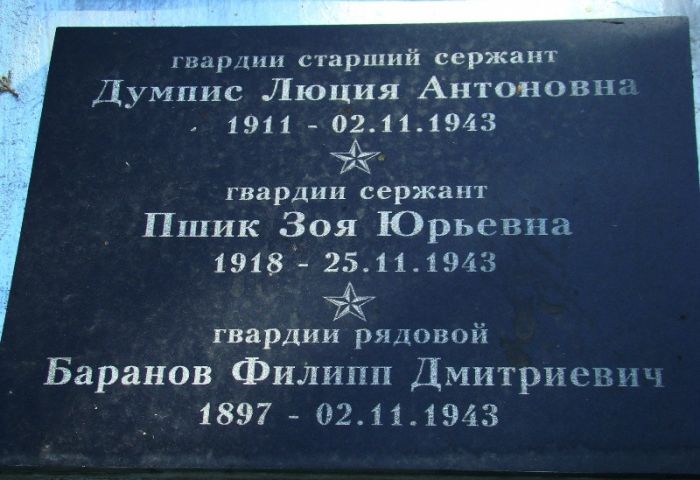 гвардии старший сержант
Думпис Люция Антоновна
1911 - 02.11.1943
гвардии сержант
Пшик Зоя Юрьевна
1918 - 25.11.1943
гвардии рядовой
Баранов Филипп Дмитриевич
1897 - 02.11.1943